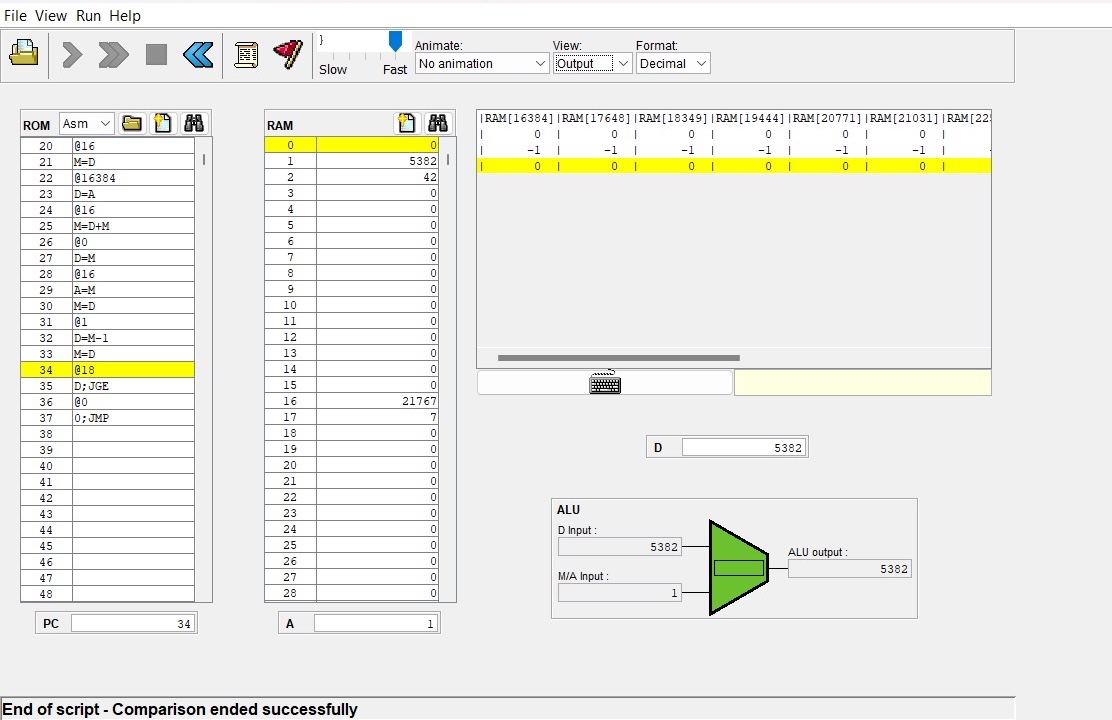 File View Run Help
}
Slow Fast
Animate: View: Format:
No animation Output Decimal
ROM Asm
20 @16
21 M=D
22 @16384
23 D=A
24 @16
25 M=D+M
26 @0
27 D=M
28 @16
29 A=M
30 M=D
31 @1
32 D=M-1
33 M=D
34 @18
35 D;JGE
36 @0
37 0;JMP
38
39
40
41
42
43
44
45
46
47
48
PC 34
RAM
0 0
1 5382
2 42
3 0
4 0
5 0
6 0
7 0
8 0
9 0
10 0
11 0
12 0
13 0
14 0
15 0
16 21767
17 7
18 0
19 0
20 0
21 0
22 0
23 0
24 0
25 0
26 0
27 0
28 0
A 1
|RAM[16384]|RAM[17648]|RAM[18349]|RAM[19444]|RAM[20771]|RAM[21031]|RAM[225
| 0 | 0 | 0 | 0 | 0 | 0 |
| -1 | -1 | -1 | -1 | -1 | -1 | -
| 0 | 0 | 0 | 0 | 0 | 0 |
D 5382
ALU
D Input :
5382
M/A Input :
1
ALU output :
5382
End of script - Comparison ended successfully